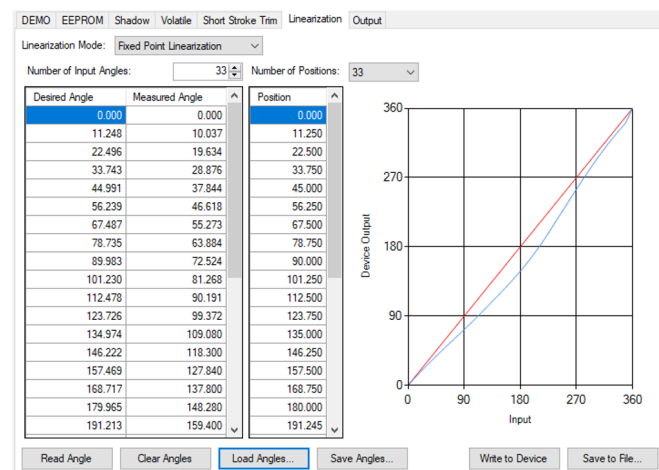 DEMO EEPROM Shadow Volatile Short Stroke Trim Linearization Output
Linearization Mode: Fixed Point Linearization
Number of Input Angles: 33 Number of Positions: 33
Desired Angle Measured Angle Position
0.000 0.000 0.000
11.248 10.037 11.250
22.496 19.634 22.500
33.743 28.876 33.750
44.991 37.844 45.000
56.239 46.618 56.250
67.487 55.273 67.500
78.735 63.884 78.750
89.983 72.524 90.000
101.230 81.268 101.250
112.478 90.191 112.500
123.726 99.372 123.750
134.974 109.080 135.000
146.222 118.300 146.250
157.469 127.840 157.500
168.717 137.800 168.750
179.965 148.280 180.000
191.213 159.400 191.245
Device Output
360
270
180
90
0
0 90 180 270 360
Input
Read Angle Clear Angles Load Angles... Save Angles... Write to Device Save to File...